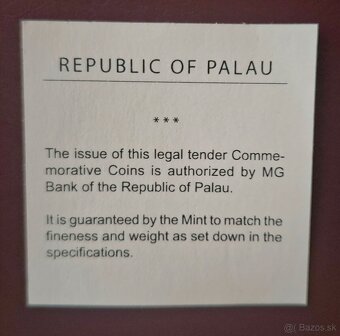 REPUBLIC OF PALAU
***
The issue of this legal tender Comme-
morative Coins is authorized by MG
Bank of the Republic of Palau.
It is guaranteed by the Mint to match the
fineness and weight as set down in the
specifications.
@ Bazos.sk